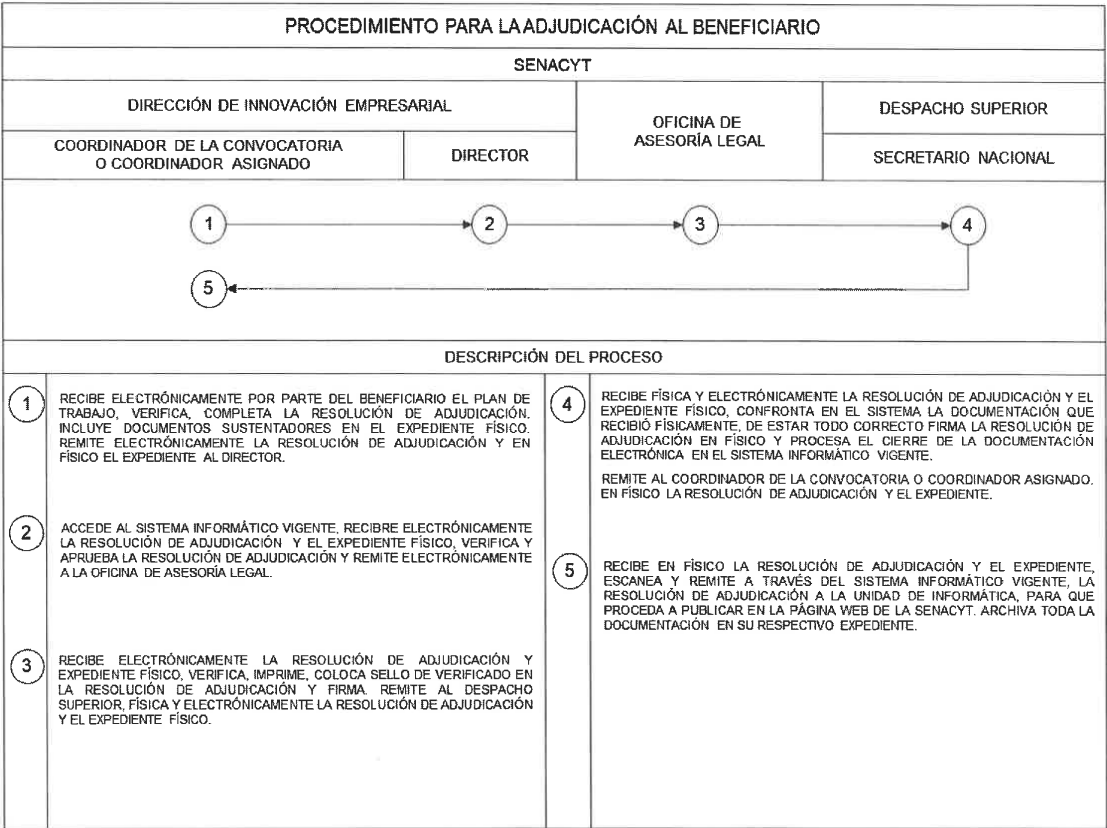 PROCEDIMIENTO PARA LA ADJUDICACIÓN AL BENEFICIARIO
SENACYT
DIRECCIÓN DE INNOVACIÓN EMPRESARIAL
OFICINA DE
ASESORÍA LEGAL
DESPACHO SUPERIOR
COORDINADOR DE LA CONVOCATORIA
O COORDINADOR ASIGNADO
DIRECTOR
SECRETARIO NACIONAL
1
2
3
4
5
DESCRIPCIÓN DEL PROCESO
1
RECIBE ELECTRÓNICAMENTE POR PARTE DEL BENEFICIARIO EL PLAN DE
TRABAJO, VERIFICA, COMPLETA LA RESOLUCIÓN DE ADJUDICACIÓN.
INCLUYE DOCUMENTOS SUSTENTADORES EN EL EXPEDIENTE FÍSICO.
REMITE ELECTRÓNICAMENTE LA RESOLUCIÓN DE ADJUDICACIÓN Y EN
FÍSICO EL EXPEDIENTE AL DIRECTOR.
2
ACCEDE AL SISTEMA INFORMÁTICO VIGENTE, RECIBRE ELECTRÓNICAMENTE
LA RESOLUCIÓN DE ADJUDICACIÓN Y EL EXPEDIENTE FÍSICO, VERIFICA Y
APRUEBA LA RESOLUCIÓN DE ADJUDICACIÓN Y REMITE ELECTRÓNICAMENTE
A LA OFICINA DE ASESORÍA LEGAL.
3
RECIBE ELECTRÓNICAMENTE LA RESOLUCIÓN DE ADJUDICACIÓN Y
EXPEDIENTE FÍSICO, VERIFICA, IMPRIME, COLOCA SELLO DE VERIFICADO EN
LA RESOLUCIÓN DE ADJUDICACIÓN Y FIRMA. REMITE AL DESPACHO
SUPERIOR, FÍSICA Y ELECTRÓNICAMENTE LA RESOLUCIÓN DE ADJUDICACIÓN
Y EL EXPEDIENTE FÍSICO.
4
RECIBE FÍSICA Y ELECTRÓNICAMENTE LA RESOLUCIÓN DE ADJUDICACIÓN Y EL
EXPEDIENTE FÍSICO, CONFRONTA EN EL SISTEMA LA DOCUMENTACIÓN QUE
RECIBIÓ FÍSICAMENTE, DE ESTAR TODO CORRECTO FIRMA LA RESOLUCIÓN DE
ADJUDICACIÓN EN FÍSICO Y PROCESA EL CIERRE DE LA DOCUMENTACIÓN
ELECTRÓNICA EN EL SISTEMA INFORMÁTICO VIGENTE.
REMITE AL COORDINADOR DE LA CONVOCATORIA O COORDINADOR ASIGNADO.
EN FÍSICO LA RESOLUCIÓN DE ADJUDICACIÓN Y EL EXPEDIENTE.
5
RECIBE EN FÍSICO LA RESOLUCIÓN DE ADJUDICACIÓN Y EL EXPEDIENTE,
ESCANEA Y REMITE A TRAVÉS DEL SISTEMA INFORMÁTICO VIGENTE, LA
RESOLUCIÓN DE ADJUDICACIÓN A LA UNIDAD DE INFORMÁTICA, PARA QUE
PROCEDA A PUBLICAR EN LA PÁGINA WEB DE LA SENACYT. ARCHIVA TODA LA
DOCUMENTACIÓN EN SU RESPECTIVO EXPEDIENTE.